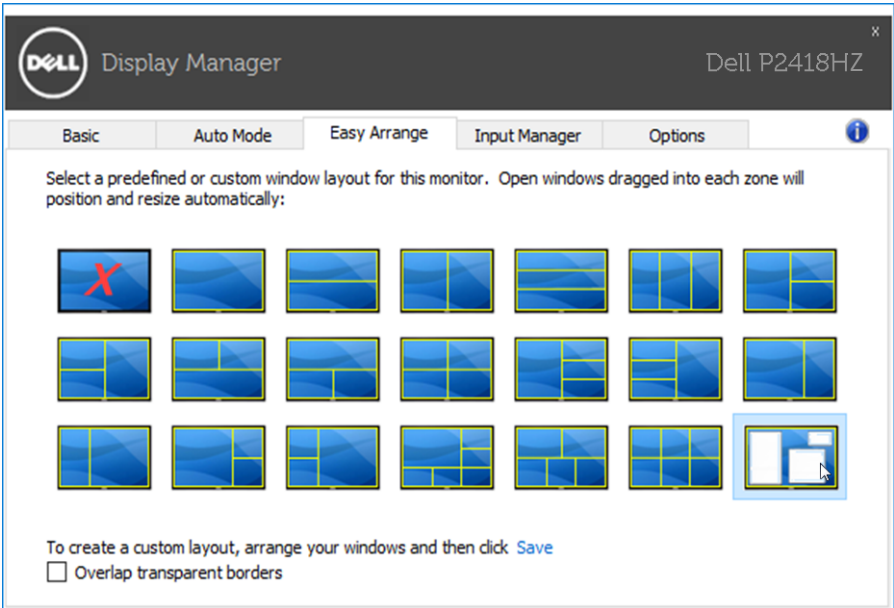 DELL Display Manager Dell P2418HZ x
Basic Auto Mode Easy Arrange Input Manager Options i
Select a predefined or custom window layout for this monitor. Open windows dragged into each zone will
position and resize automatically:
X
To create a custom layout, arrange your windows and then click Save
Overlap transparent borders